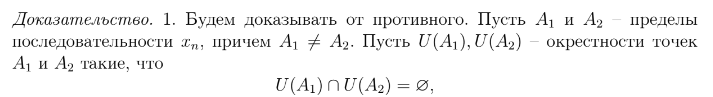 Доказательство. 1. Будем доказывать от противного. Пусть A₁ и A₂ – пределы
последовательности xₙ, причем A₁ ≠ A₂. Пусть U(A₁), U(A₂) – окрестности точек
A₁ и A₂ такие, что
U(A₁) ∩ U(A₂) = ∅,